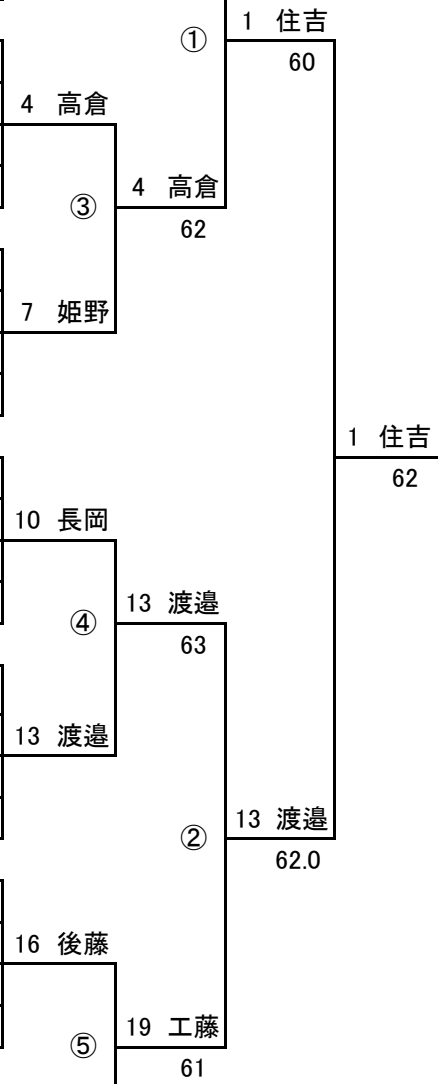 1 住吉
①
60
4 高倉
4 高倉
③
62
7 姫野
1 住吉
62
10 長岡
13 渡邉
④
63
13 渡邉
13 渡邉
②
62.0
16 後藤
19 工藤
⑤
61